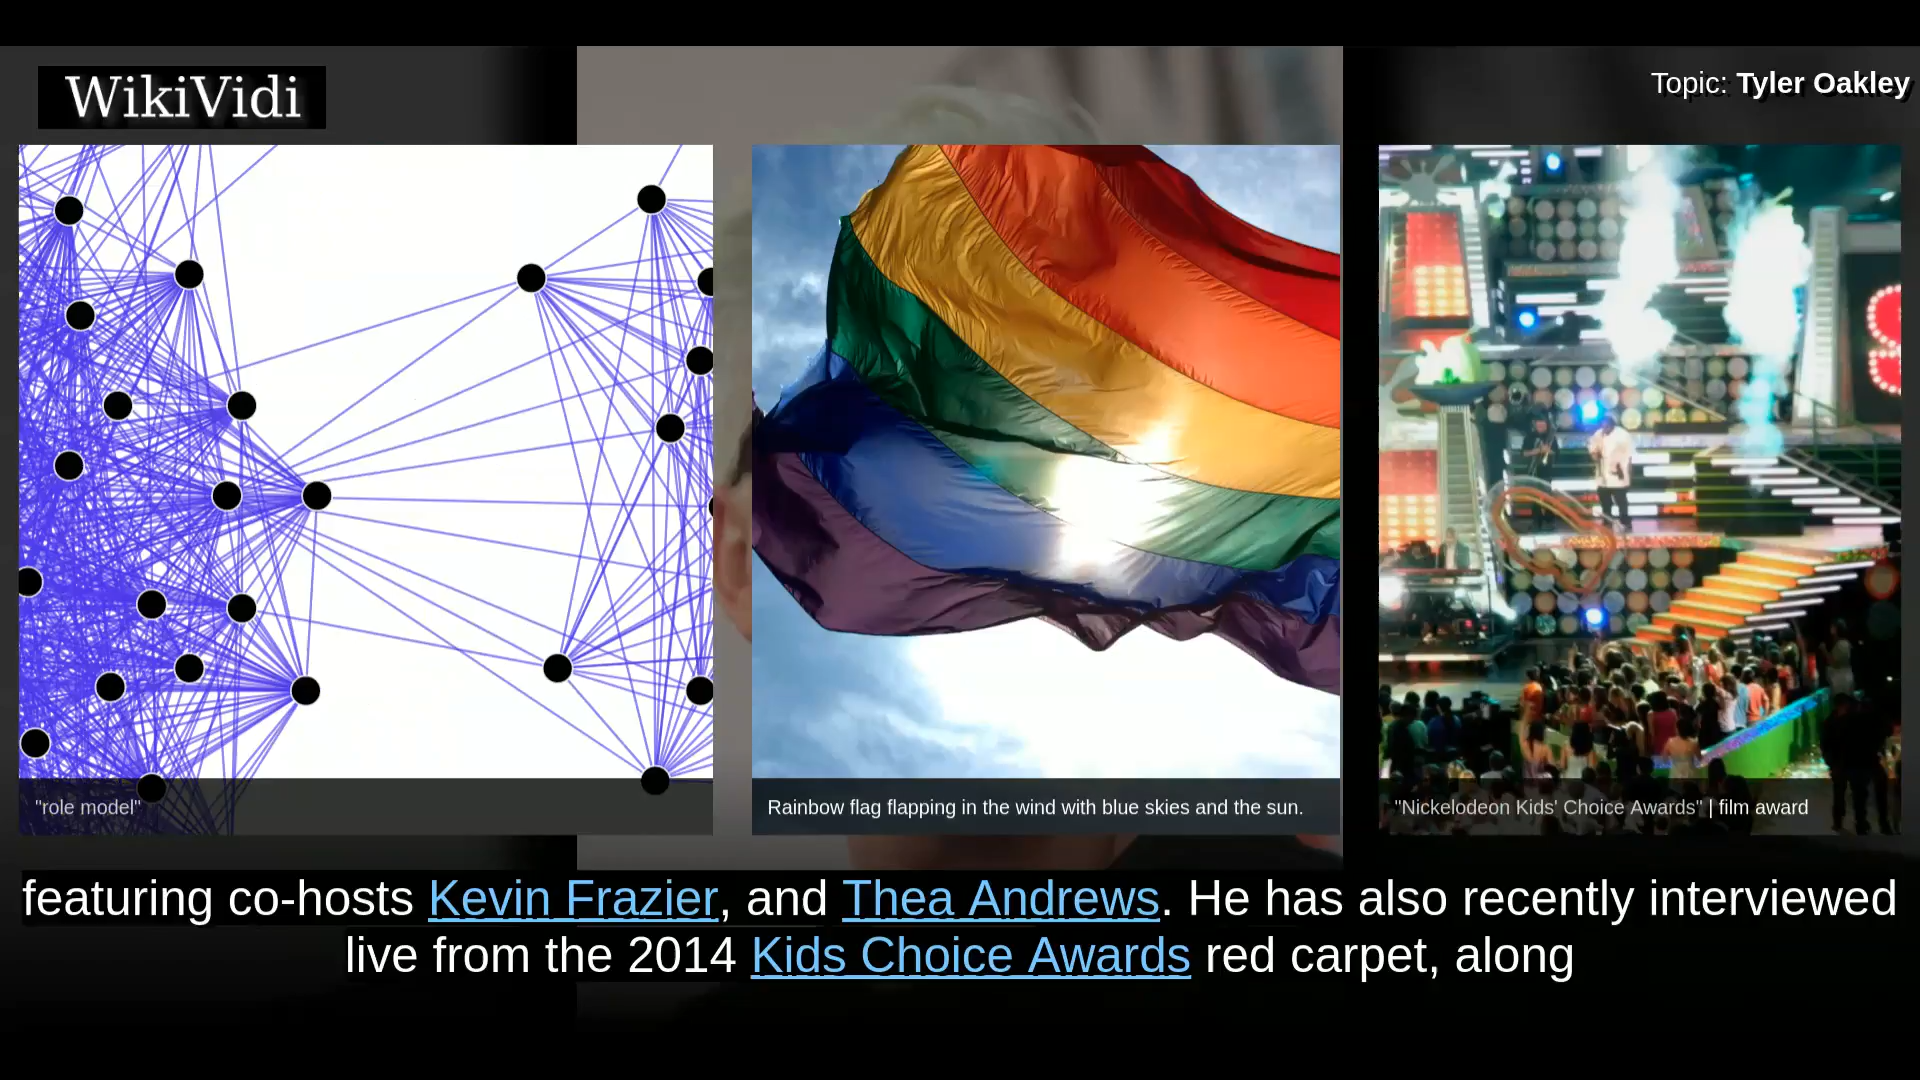 WikiVidi
Topic: Tyler Oakley
"role model"
Rainbow flag flapping in the wind with blue skies and the sun.
"Nickelodeon Kids' Choice Awards" | film award
featuring co-hosts Kevin Frazier, and Thea Andrews. He has also recently interviewed
live from the 2014 Kids Choice Awards red carpet, along